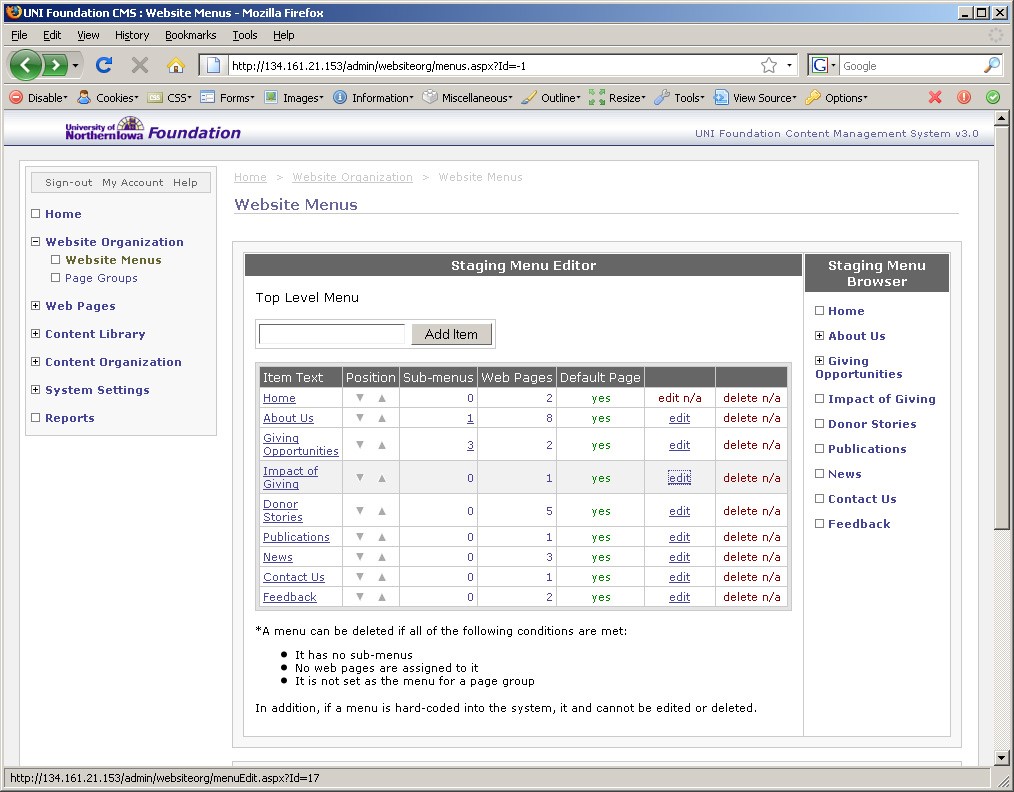 UNI Foundation CMS : Website Menus - Mozilla Firefox
File Edit View History Bookmarks Tools Help
http://134.161.21.153/admin/websiteorg/menus.aspx?Id=-1
G Google
Disable Cookies CSS Forms Images Information Miscellaneous Outline Resize Tools View Source Options
University of
Northern Iowa Foundation
UNI Foundation Content Management System v3.0
Sign-out My Account Help
Home
Website Organization
Website Menus
Page Groups
Web Pages
Content Library
Content Organization
System Settings
Reports
Home > Website Organization > Website Menus
Website Menus
Staging Menu Editor
Top Level Menu
Add Item
Item Text Position Sub-menus Web Pages Default Page
Home 0 2 yes edit n/a delete n/a
About Us 1 8 yes edit delete n/a
Giving
Opportunities 3 2 yes edit delete n/a
Impact of
Giving 0 1 yes edit delete n/a
Donor
Stories 0 5 yes edit delete n/a
Publications 0 1 yes edit delete n/a
News 0 3 yes edit delete n/a
Contact Us 0 1 yes edit delete n/a
Feedback 0 2 yes edit delete n/a
*A menu can be deleted if all of the following conditions are met:
It has no sub-menus
No web pages are assigned to it
It is not set as the menu for a page group
In addition, if a menu is hard-coded into the system, it and cannot be edited or deleted.
Staging Menu
Browser
Home
About Us
Giving
Opportunities
Impact of Giving
Donor Stories
Publications
News
Contact Us
Feedback
http://134.161.21.153/admin/websiteorg/menuEdit.aspx?Id=17